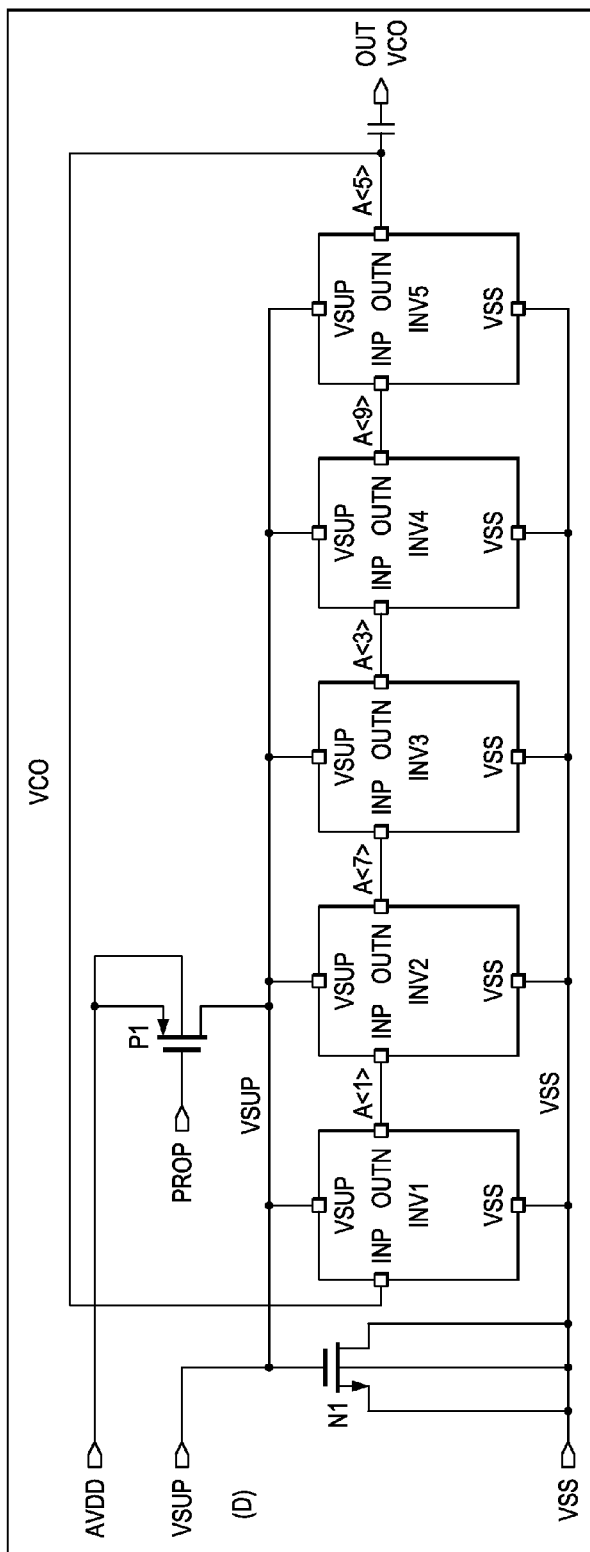 VCO
AVDD
VSUP
(D)
VSS
PROP
P1
VSUP
N1
VSS
VSUP
INP OUTN
INV1
VSS
A<1>
VSUP
INP OUTN
INV2
VSS
A<7>
VSUP
INP OUTN
INV3
VSS
A<3>
VSUP
INP OUTN
INV4
VSS
A<9>
VSUP
INP OUTN
INV5
VSS
A<5>
OUT
VCO